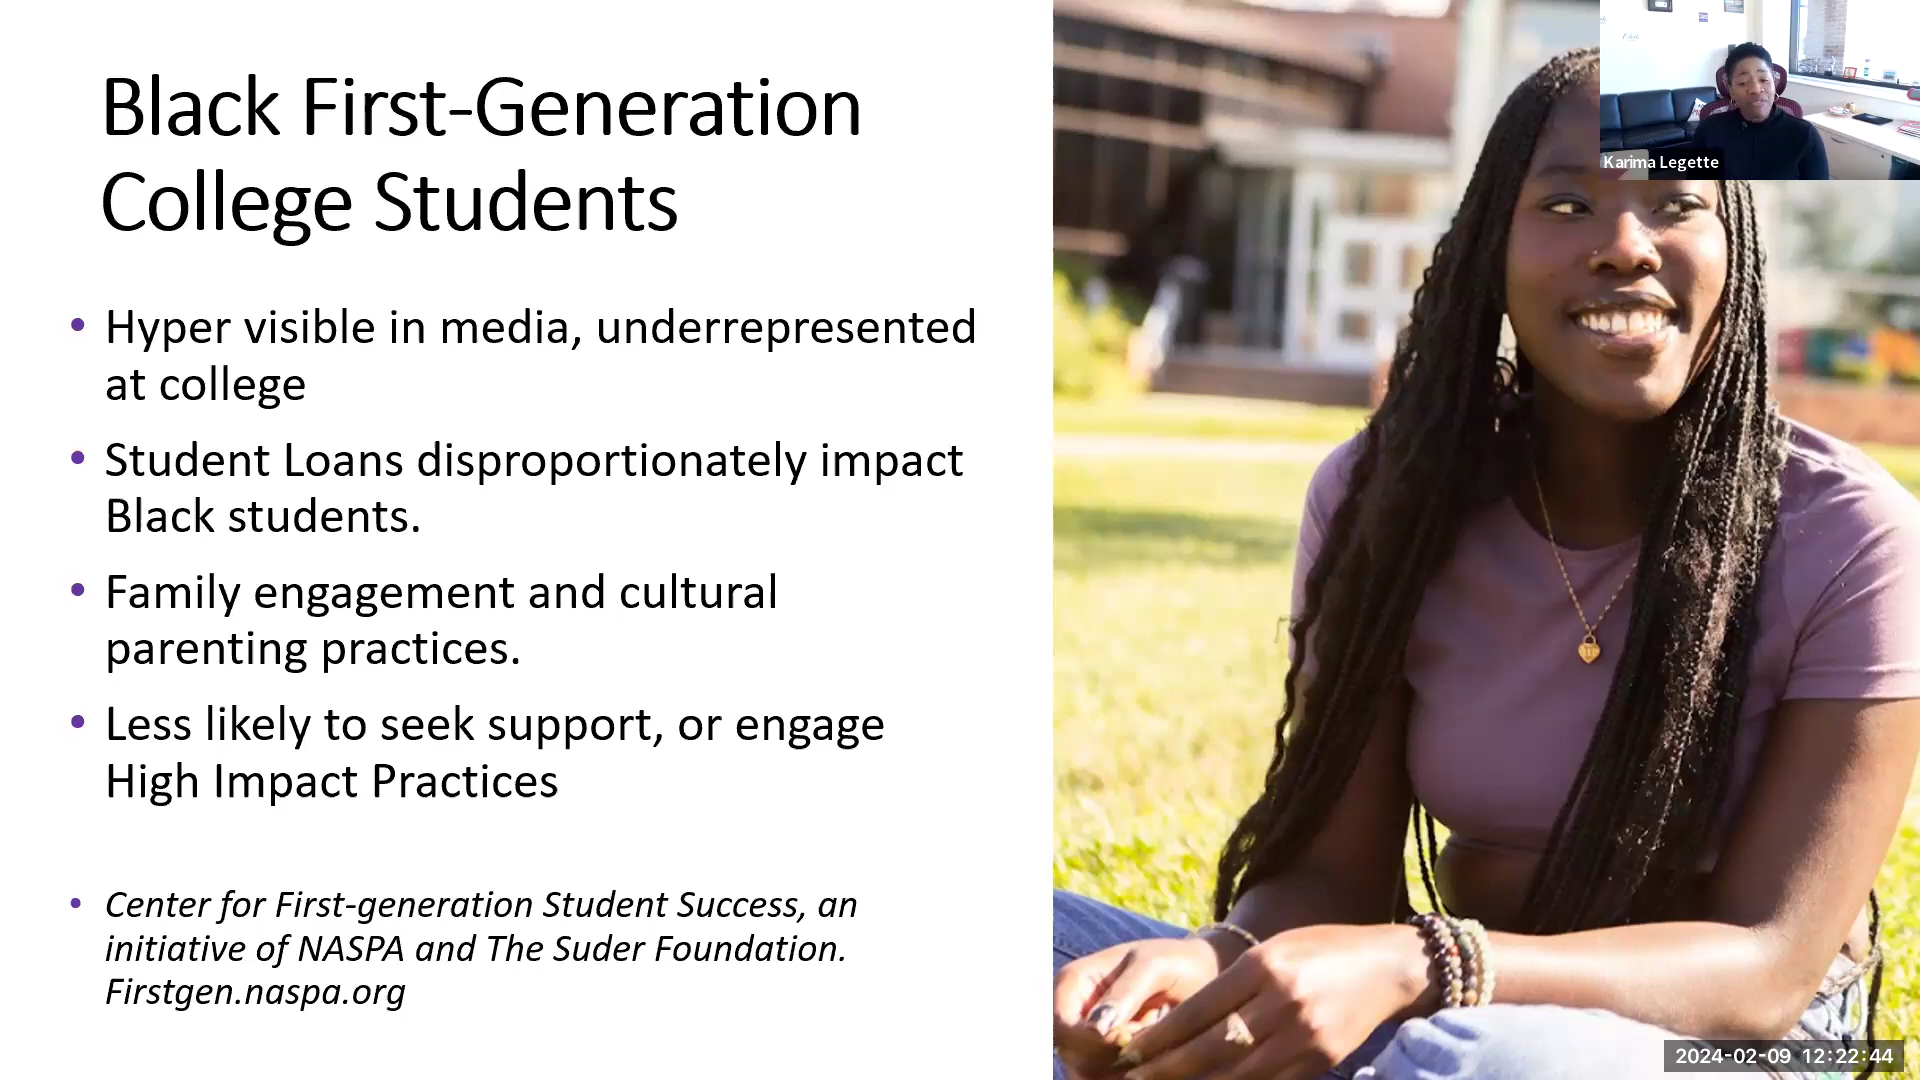 Black First-Generation
College Students
• Hyper visible in media, underrepresented
at college
• Student Loans disproportionately impact
Black students.
• Family engagement and cultural
parenting practices.
• Less likely to seek support, or engage
High Impact Practices
• Center for First-generation Student Success, an
initiative of NASPA and The Suder Foundation.
Firstgen.naspa.org
Karima Legette
2024-02-09 12:22:44